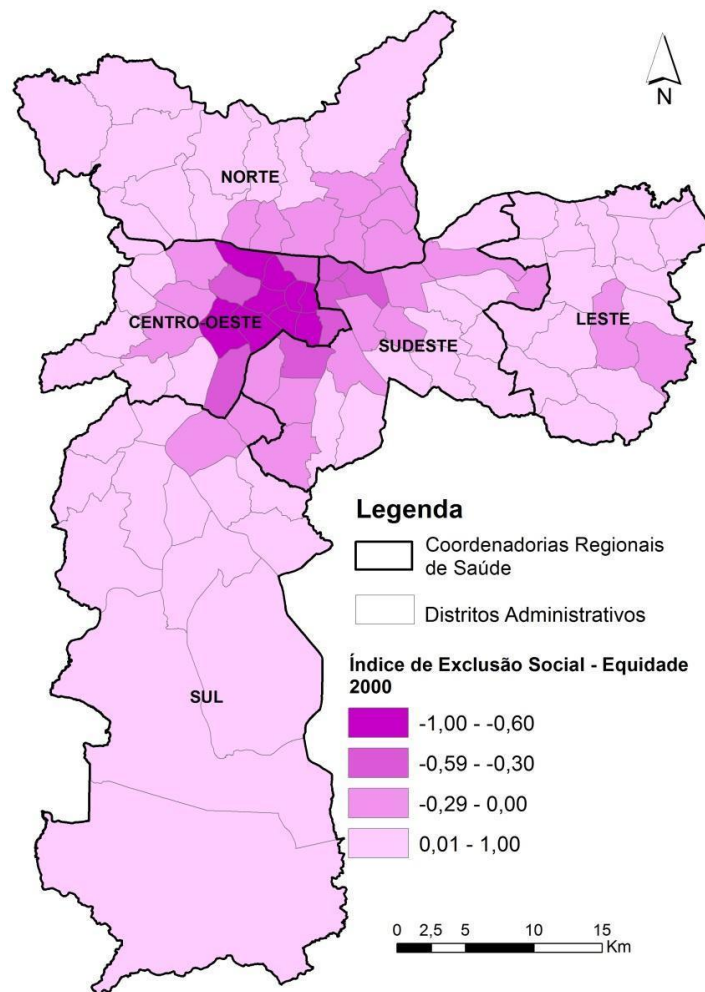 N
NORTE
CENTRO-OESTE
SUDESTE
LESTE
SUL
Legenda
Coordenadorias Regionais
de Saúde
Distritos Administrativos
Índice de Exclusão Social - Equidade
2000
-1,00 - -0,60
-0,59 - -0,30
-0,29 - 0,00
0,01 - 1,00
0 2,5 5 10 15
Km